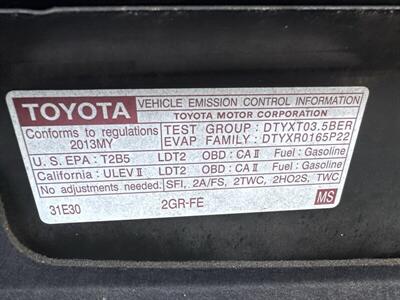 TOYOTA VEHICLE EMISSION CONTROL INFORMATION
TOYOTA MOTOR CORPORATION
Conforms to regulations TEST GROUP : DTYXT03.5BER
2013MY EVAP FAMILY : DTYXR0165P22
U.S. EPA : T2B5 LDT2 OBD : CA II Fuel : Gasoline
California : ULEV II LDT2 OBD : CA II Fuel : Gasoline
No adjustments needed. SFI, 2A/FS, 2TWC, 2HO2S, TWC
31E30 2GR-FE MS